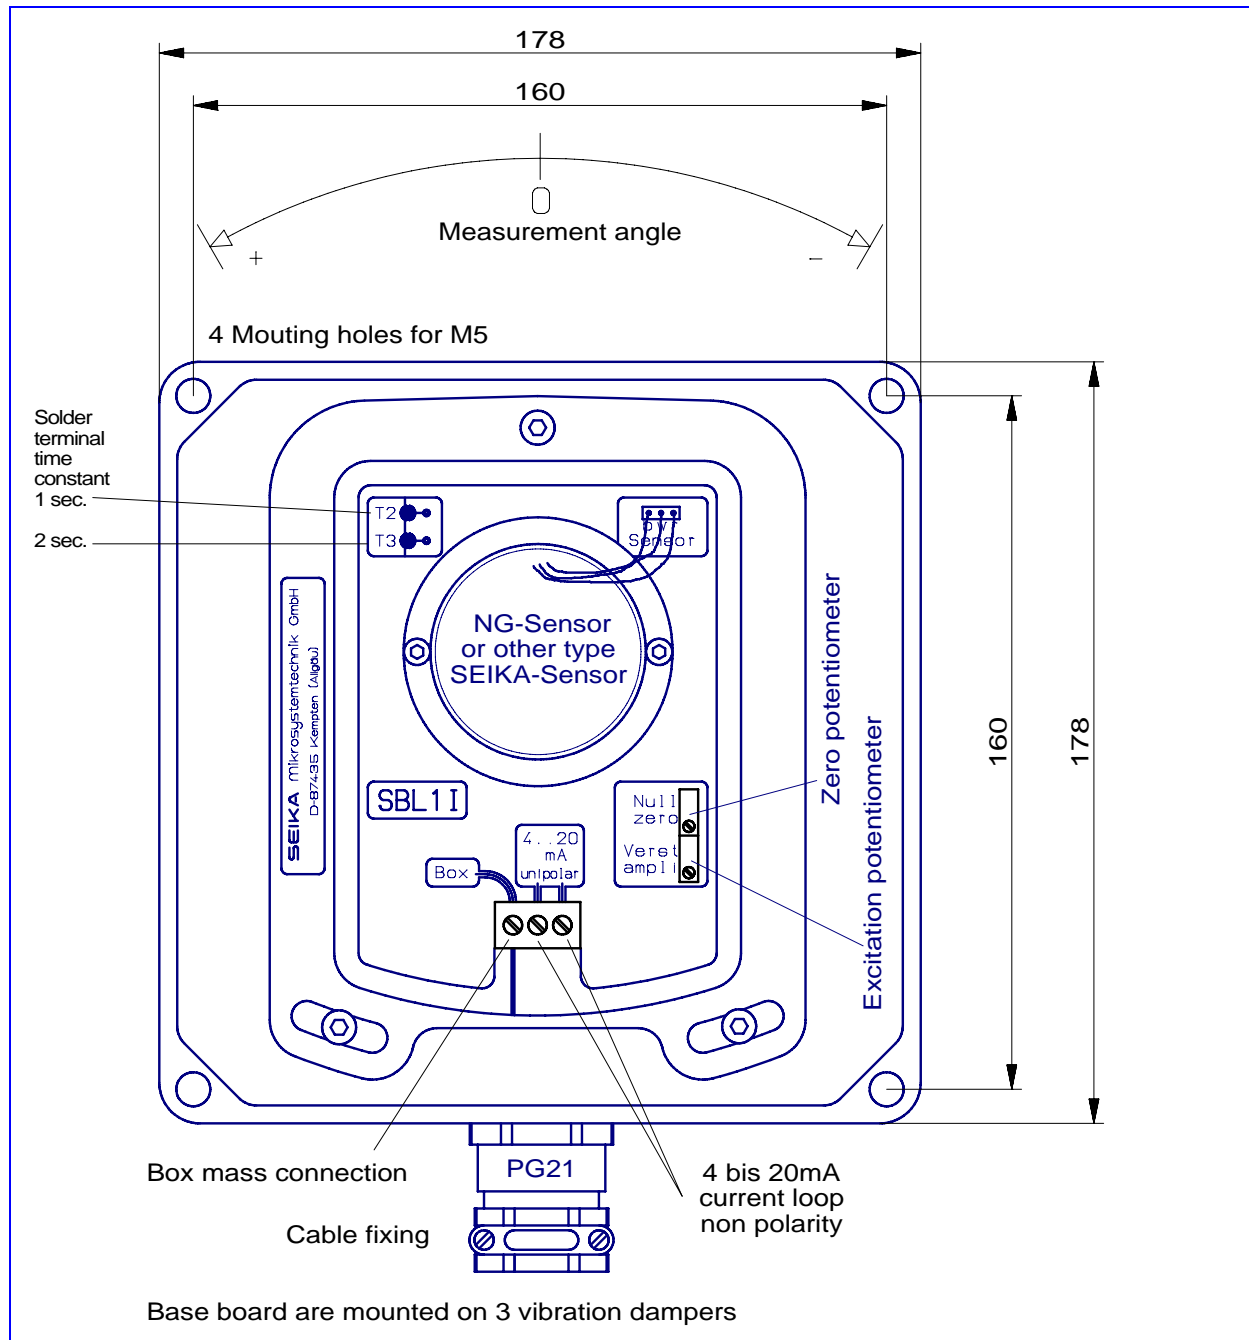 178
160
0
Measurement angle
+
-
4 Mouting holes for M5
Solder
terminal
time
constant
1 sec.
2 sec.
T2
T3
pwr
Sensor
NG-Sensor
or other type
SEIKA-Sensor
SEIKA Mikrosystemtechnik GmbH
D-87435 Kempten (Allgäu)
SBL1I
4..20
mA
unipolar
Box
Null
zero
Verst
ampli
Zero potentiometer
Excitation potentiometer
160
178
Box mass connection
PG21
4 bis 20mA
current loop
non polarity
Cable fixing
Base board are mounted on 3 vibration dampers